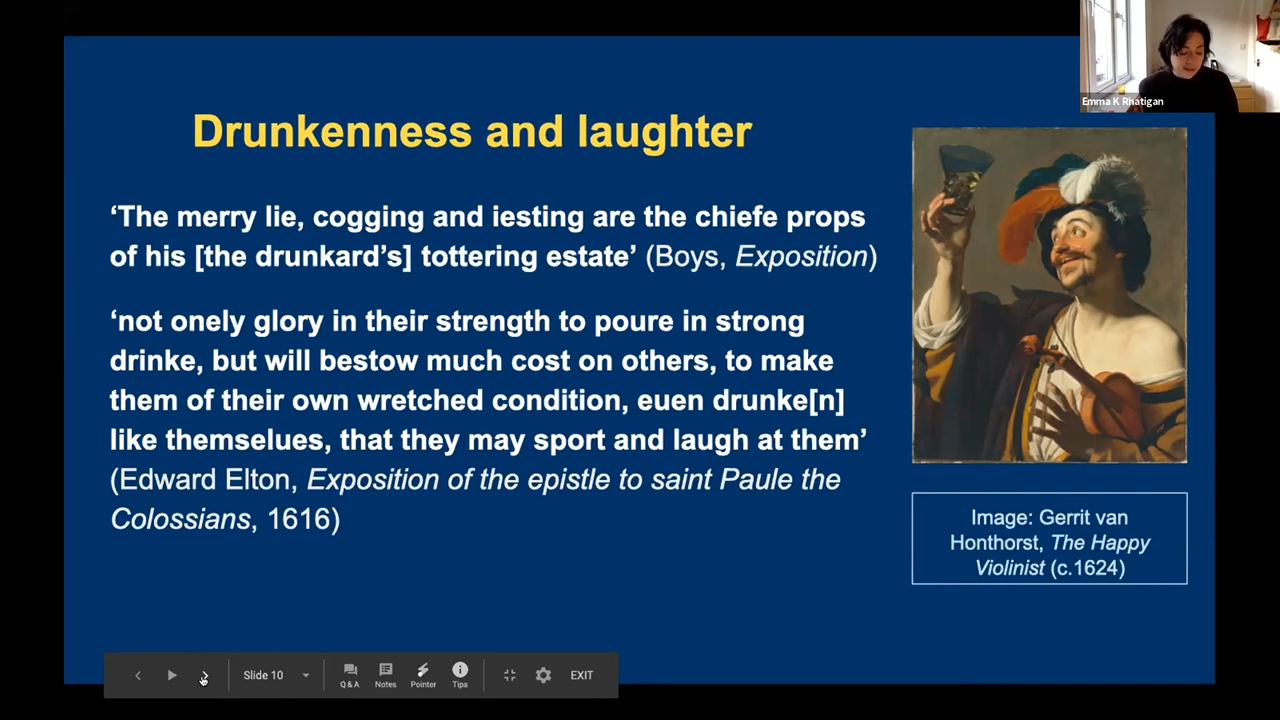 Emma K Rhatigan
Drunkenness and laughter
‘The merry lie, cogging and iesting are the chiefe props
of his [the drunkard’s] tottering estate’ (Boys, Exposition)
‘not onely glory in their strength to poure in strong
drinke, but will bestow much cost on others, to make
them of their own wretched condition, euen drunke[n]
like themselues, that they may sport and laugh at them’
(Edward Elton, Exposition of the epistle to saint Paule the
Colossians, 1616)
Image: Gerrit van
Honthorst, The Happy
Violinist (c.1624)
Slide 10
Q & A
Notes
Pointer
Tips
EXIT